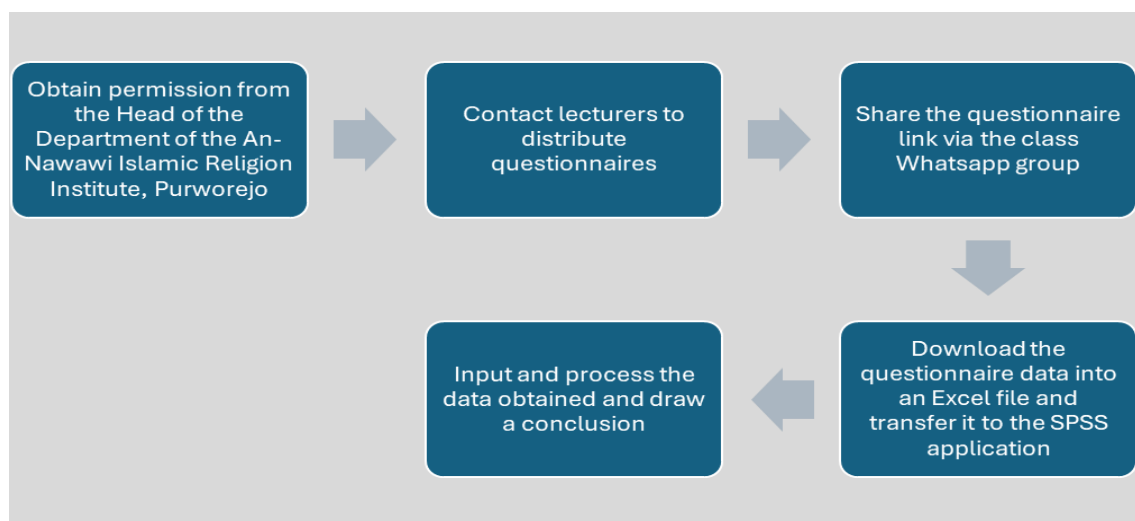 Obtain permission from
the Head of the
Department of the An-
Nawawi Islamic Religion
Institute, Purworejo
Contact lecturers to
distribute
questionnaires
Share the questionnaire
link via the class
Whatsapp group
Download the
questionnaire data into
an Excel file and
transfer it to the SPSS
application
Input and process the
data obtained and draw
a conclusion